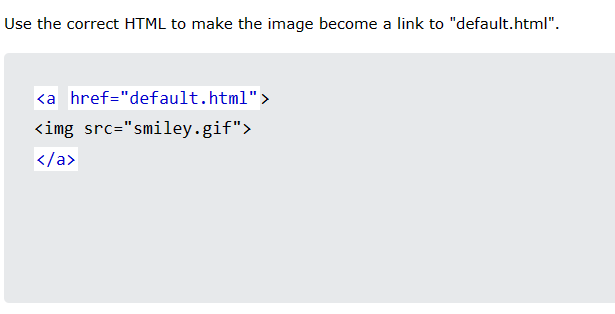 Use the correct HTML to make the image become a link to "default.html".
<a href="default.html">
<img src="smiley.gif">
</a>